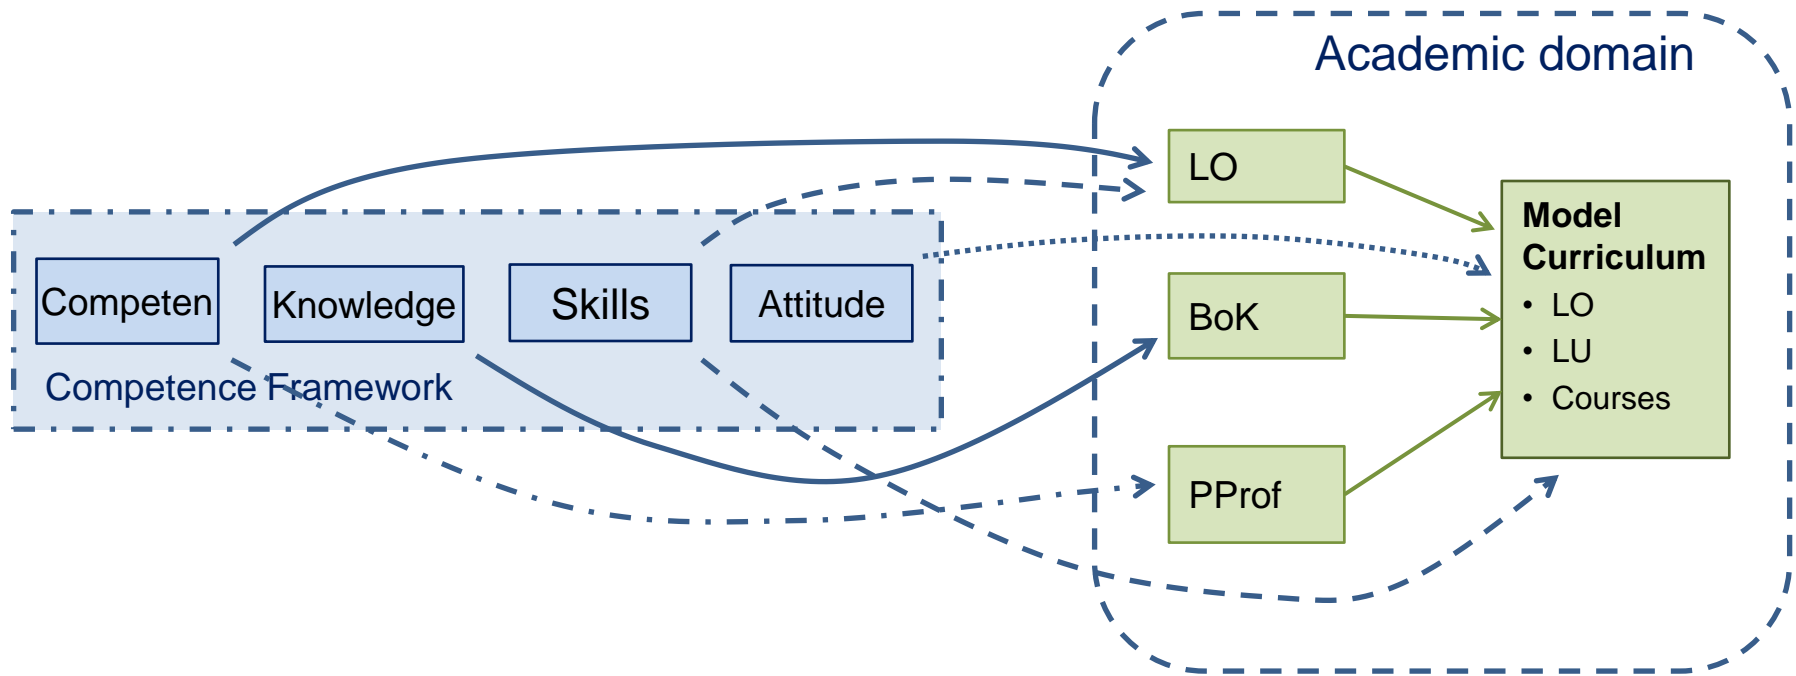 Academic domain
Competen
Knowledge
Skills
Attitude
Competence Framework
LO
BoK
PProf
Model
Curriculum
• LO
• LU
• Courses